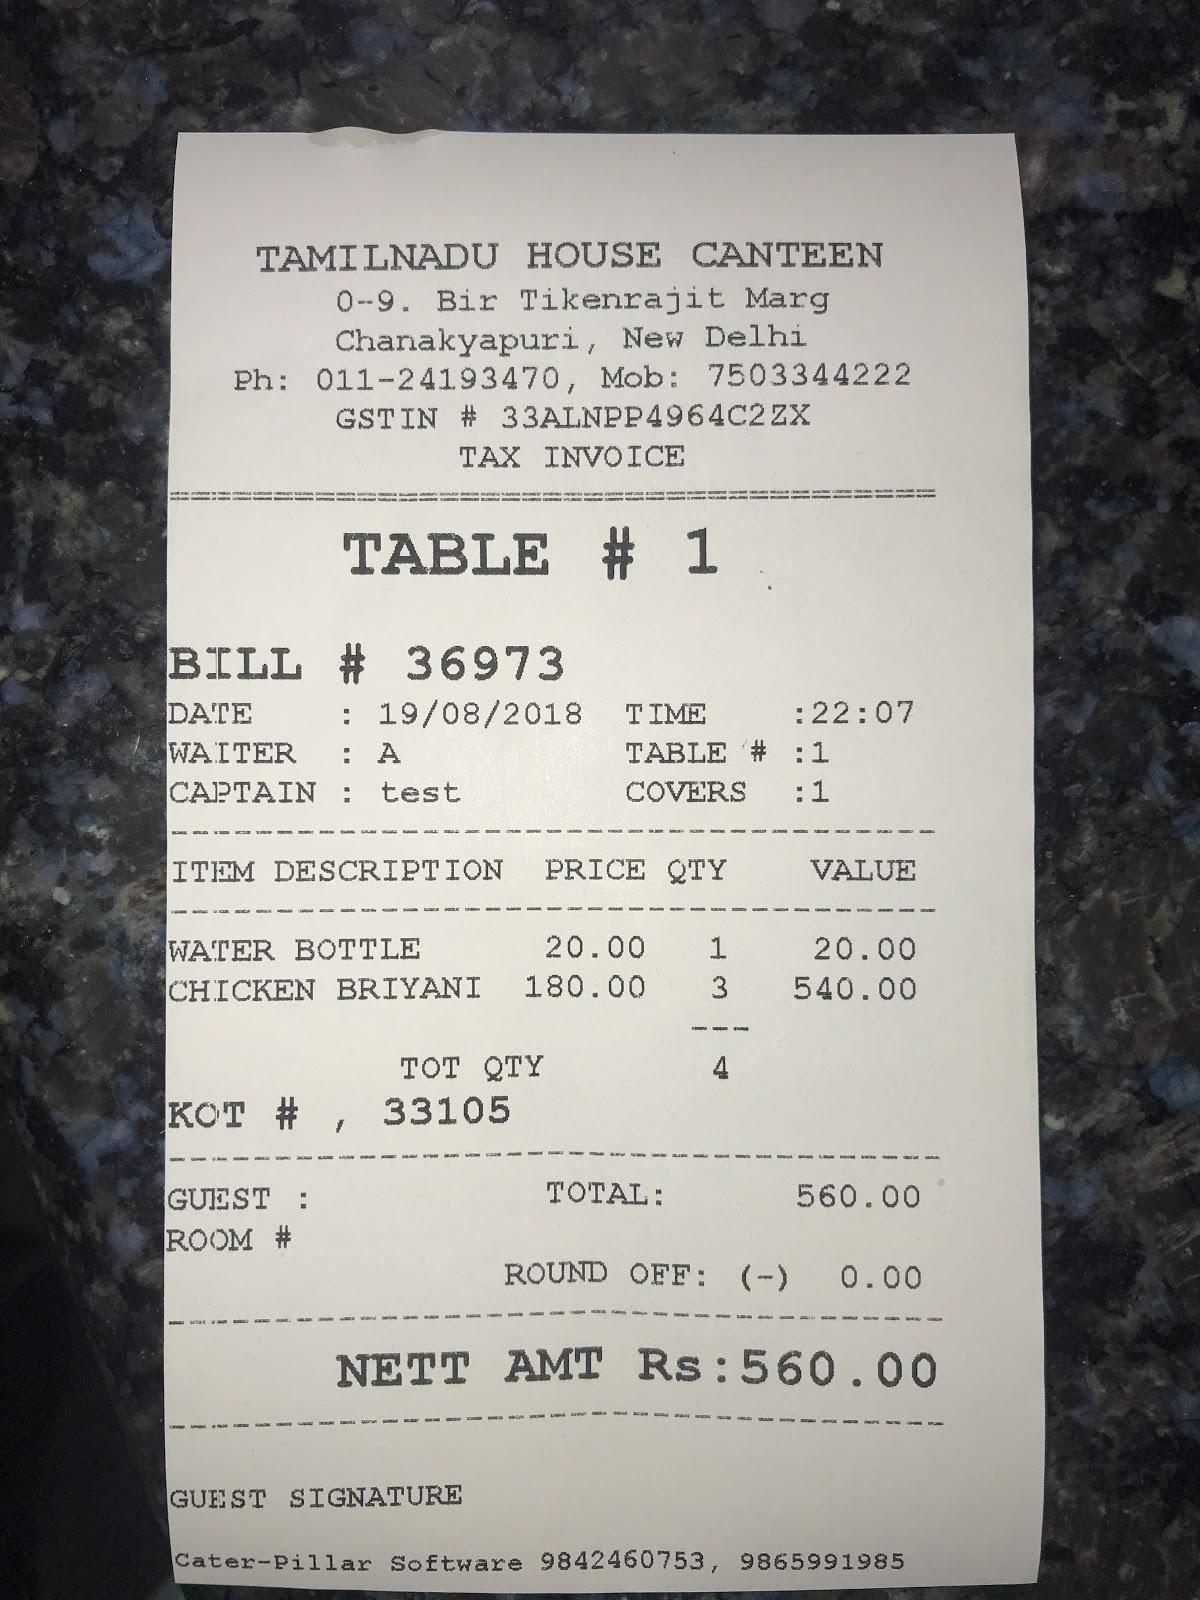 TAMILNADU HOUSE CANTEEN
0-9. Bir Tikenrajit Marg
Chanakyapuri, New Delhi
Ph: 011-24193470, Mob: 7503344222
GSTIN # 33ALNPP4964C2ZX
TAX INVOICE
TABLE # 1
BILL # 36973
DATE : 19/08/2018 TIME :22:07
WAITER : A TABLE # :1
CAPTAIN : test COVERS :1
ITEM DESCRIPTION PRICE QTY VALUE
WATER BOTTLE 20.00 1 20.00
CHICKEN BRIYANI 180.00 3 540.00
TOT QTY 4
KOT # , 33105
GUEST : TOTAL: 560.00
ROOM #
ROUND OFF: (-) 0.00
NETT AMT Rs:560.00
GUEST SIGNATURE
Cater-Pillar Software 9842460753, 9865991985